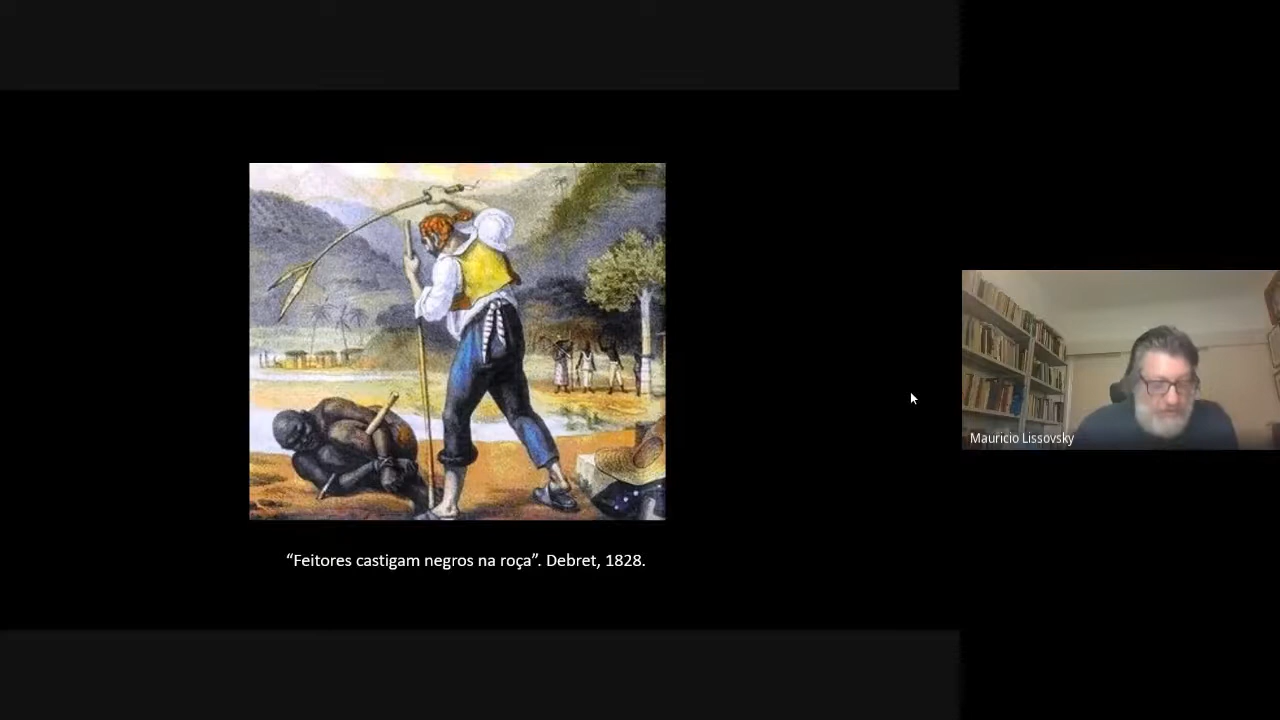 “Feitores castigam negros na roça”. Debret, 1828.
Mauricio Lissovsky